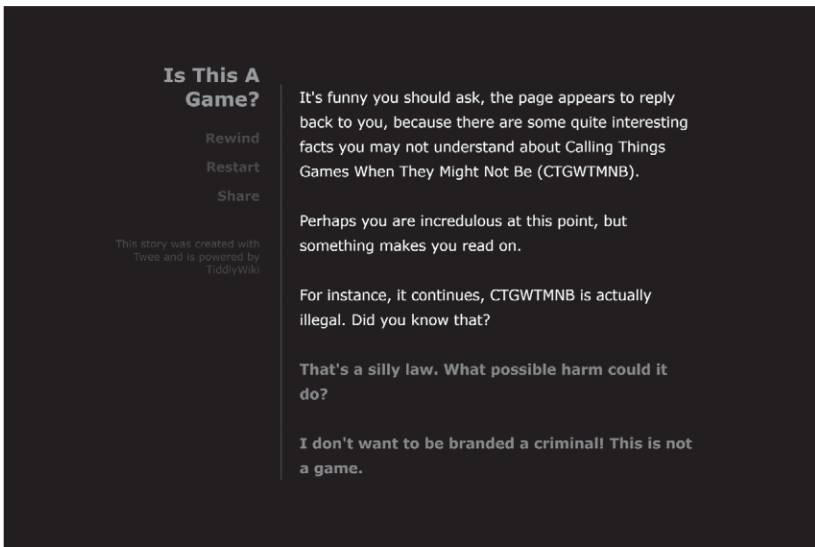 Is This A
Game?
Rewind
Restart
Share
This story was created with
Twee and is powered by
TiddlyWiki
It's funny you should ask, the page appears to reply
back to you, because there are some quite interesting
facts you may not understand about Calling Things
Games When They Might Not Be (CTGWTMNB).
Perhaps you are incredulous at this point, but
something makes you read on.
For instance, it continues, CTGWTMNB is actually
illegal. Did you know that?
That's a silly law. What possible harm could it
do?
I don't want to be branded a criminal! This is not
a game.